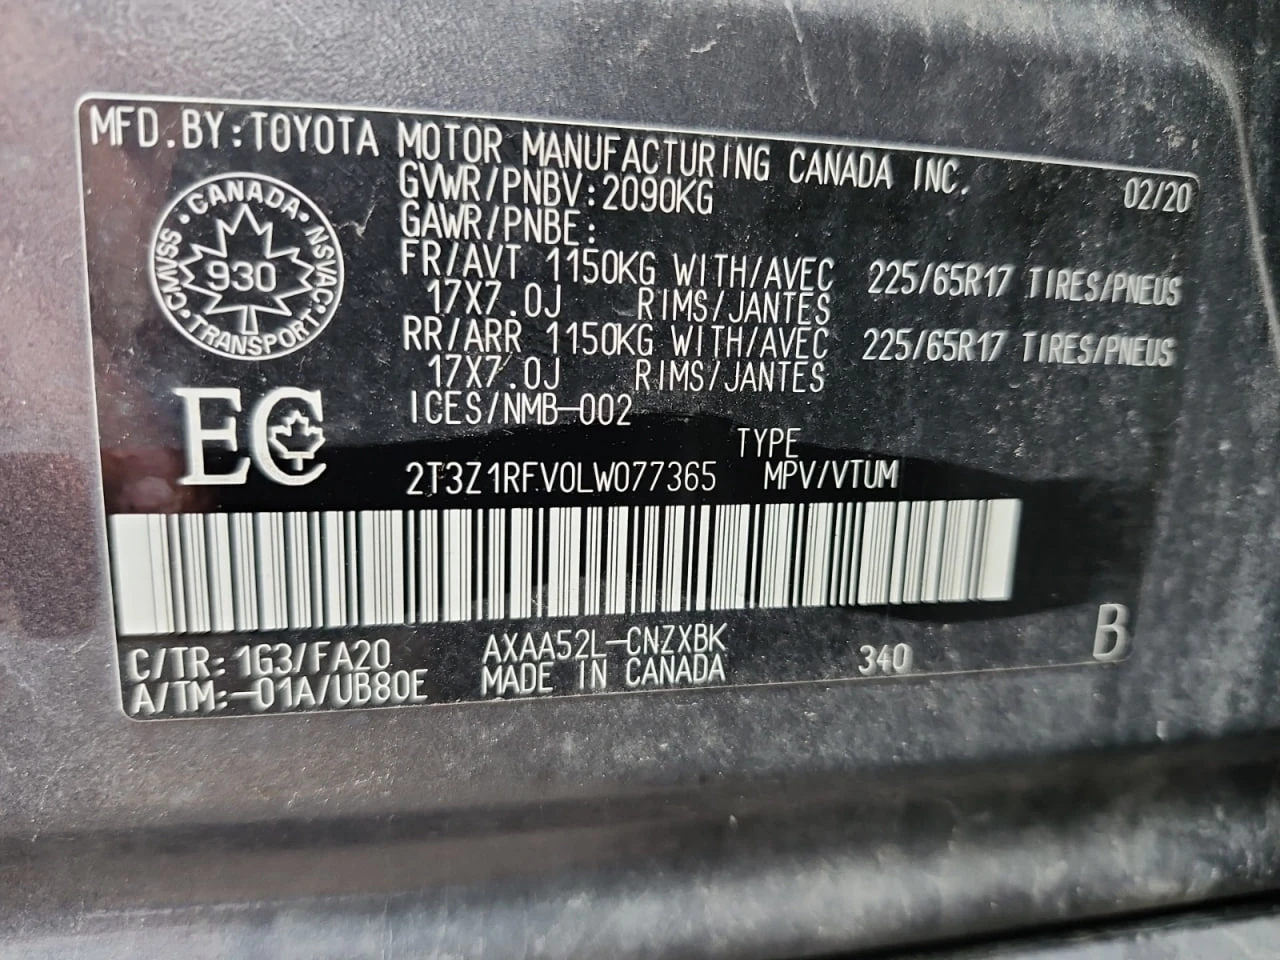 MFD.BY:TOYOTA MOTOR MANUFACTURING CANADA INC. 02/20
GVWR/PNBV:2090KG
GAWR/PNBE:
FR/AVT 1150KG WITH/AVEC 225/65R17 TIRES/PNEUS
17X7.0J RIMS/JANTES
RR/ARR 1150KG WITH/AVEC 225/65R17 TIRES/PNEUS
17X7.0J RIMS/JANTES
ICES/NMB-002
CANADA
CMVSS 930 NSVAC
TRANSPORT
EC
TYPE
2T3Z1RFV0LW077365 MPV/VTUM
C/TR: 1G3/FA20 AXAA52L-CNZXBK 340 B
A/TM:-01A/UB80E MADE IN CANADA